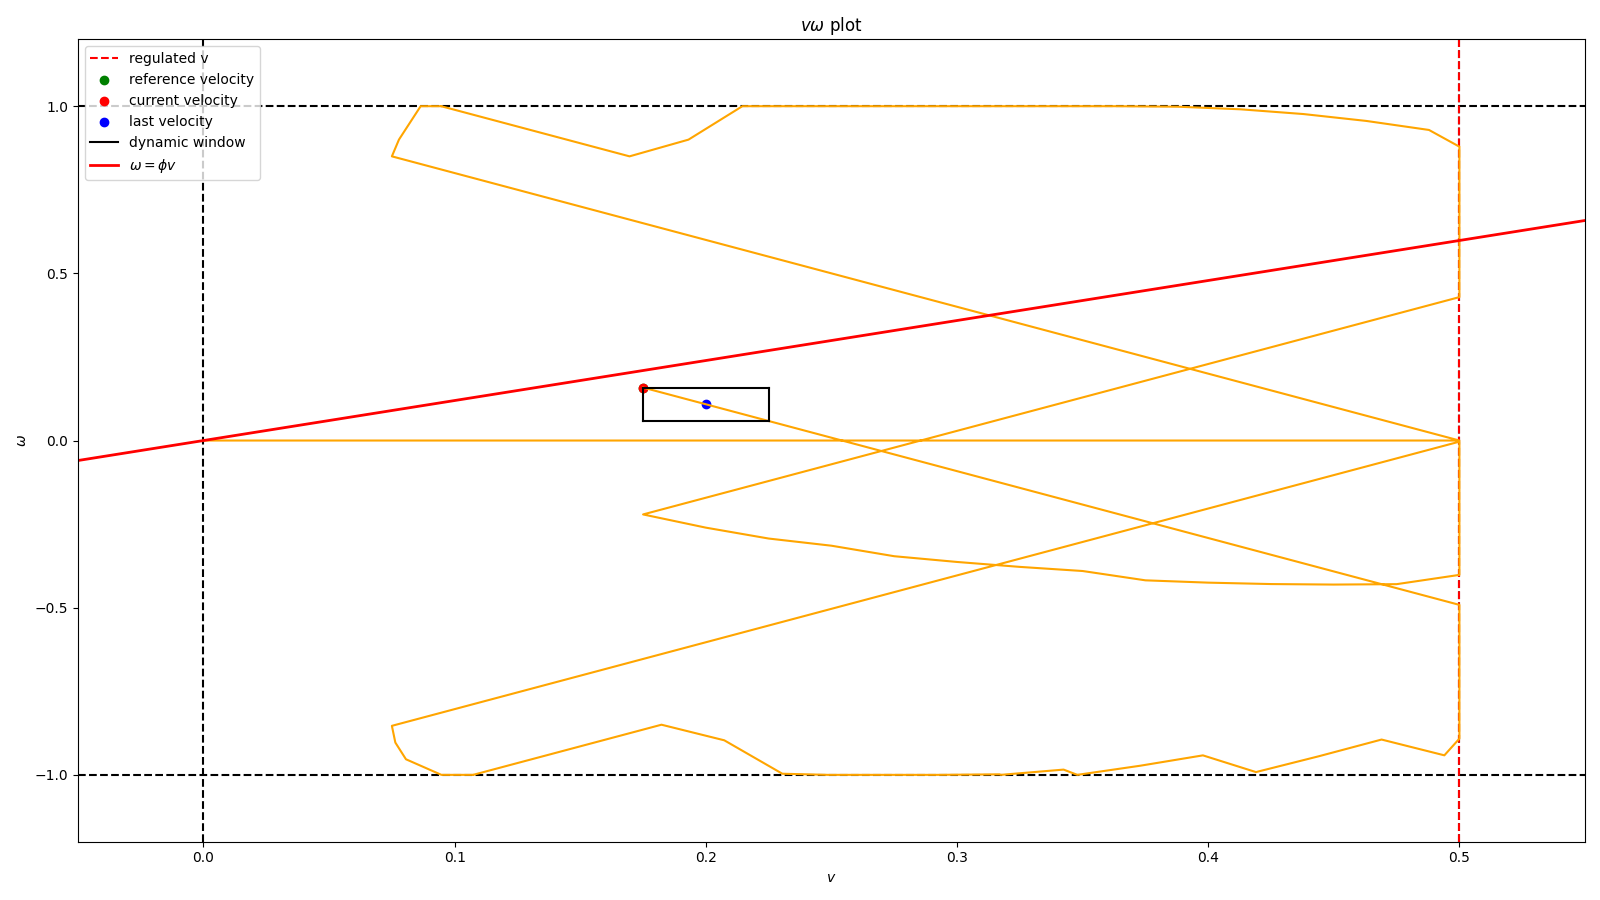 vω plot
regulated v
reference velocity
current velocity
last velocity
dynamic window
ω = ϕv
1.0
0.5
0.0
−0.5
−1.0
ω
0.0 0.1 0.2 0.3 0.4 0.5
v